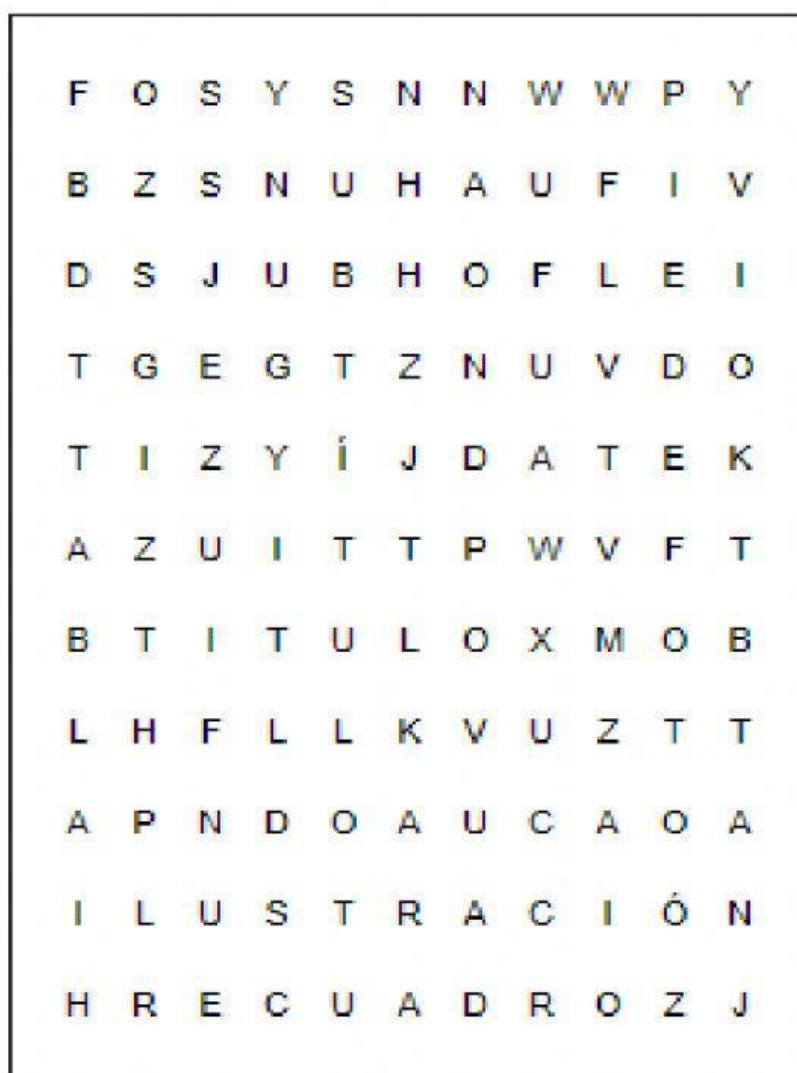 F O S Y S N N W W P Y
B Z S N U H A U F I V
D S J U B H O F L E I
T G E G T Z N U V D O
T I Z Y Í J D A T E K
A Z U I T T P W V F T
B T I T U L O X M O B
L H F L L K V U Z T T
A P N D O A U C A O A
I L U S T R A C I Ó N
H R E C U A D R O Z J